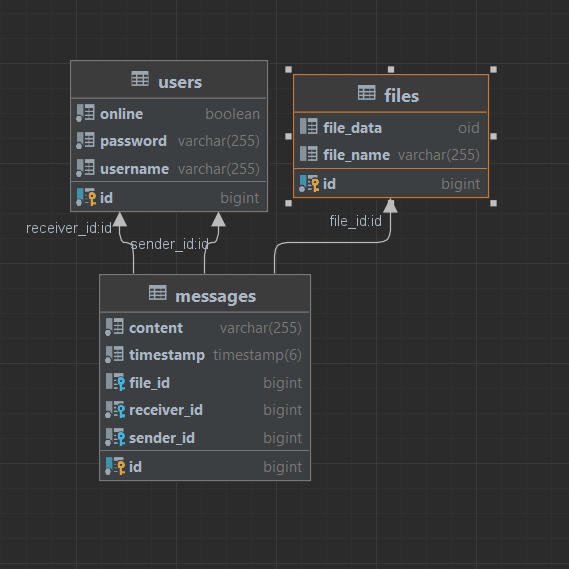 users
online boolean
password varchar(255)
username varchar(255)
id bigint
files
file_data oid
file_name varchar(255)
id bigint
receiver_id:id
sender_id:id
file_id:id
messages
content varchar(255)
timestamp timestamp(6)
file_id bigint
receiver_id bigint
sender_id bigint
id bigint